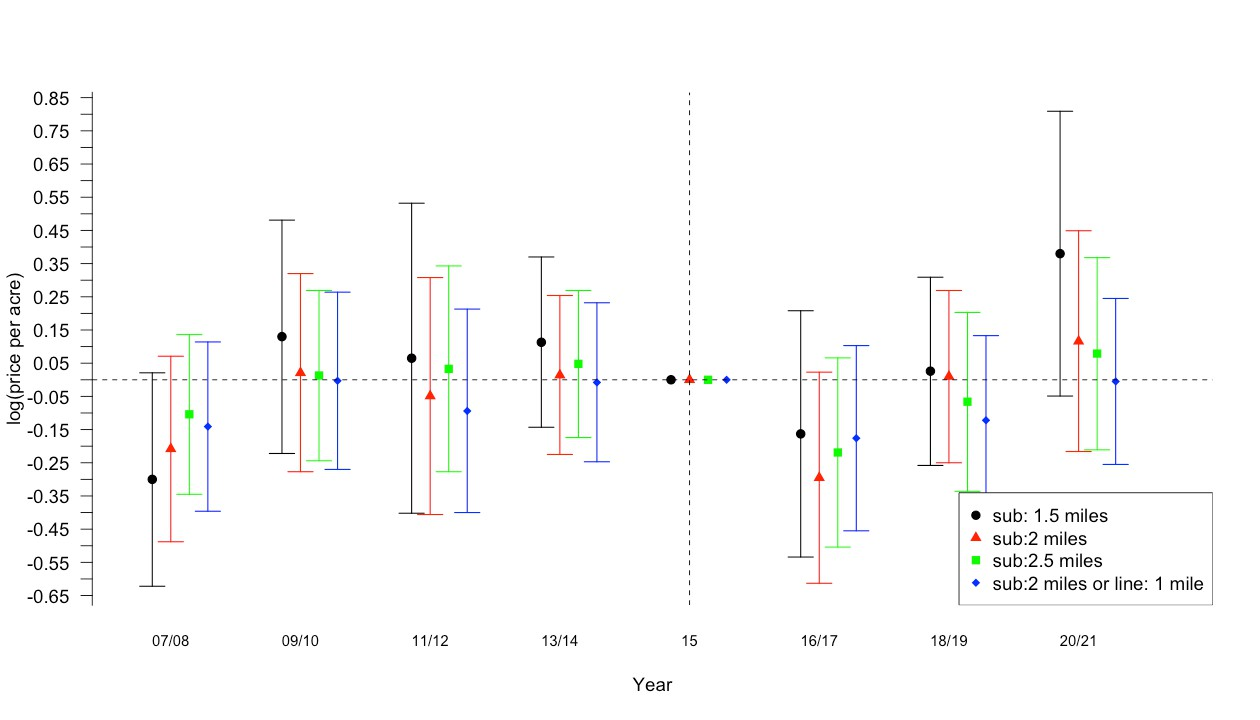 0.85
0.75
0.65
0.55
0.45
0.35
0.25
0.15
0.05
-0.05
-0.15
-0.25
-0.35
-0.45
-0.55
-0.65
log(price per acre)
sub: 1.5 miles
sub:2 miles
sub:2.5 miles
sub:2 miles or line: 1 mile
07/08 09/10 11/12 13/14 15 16/17 18/19 20/21
Year